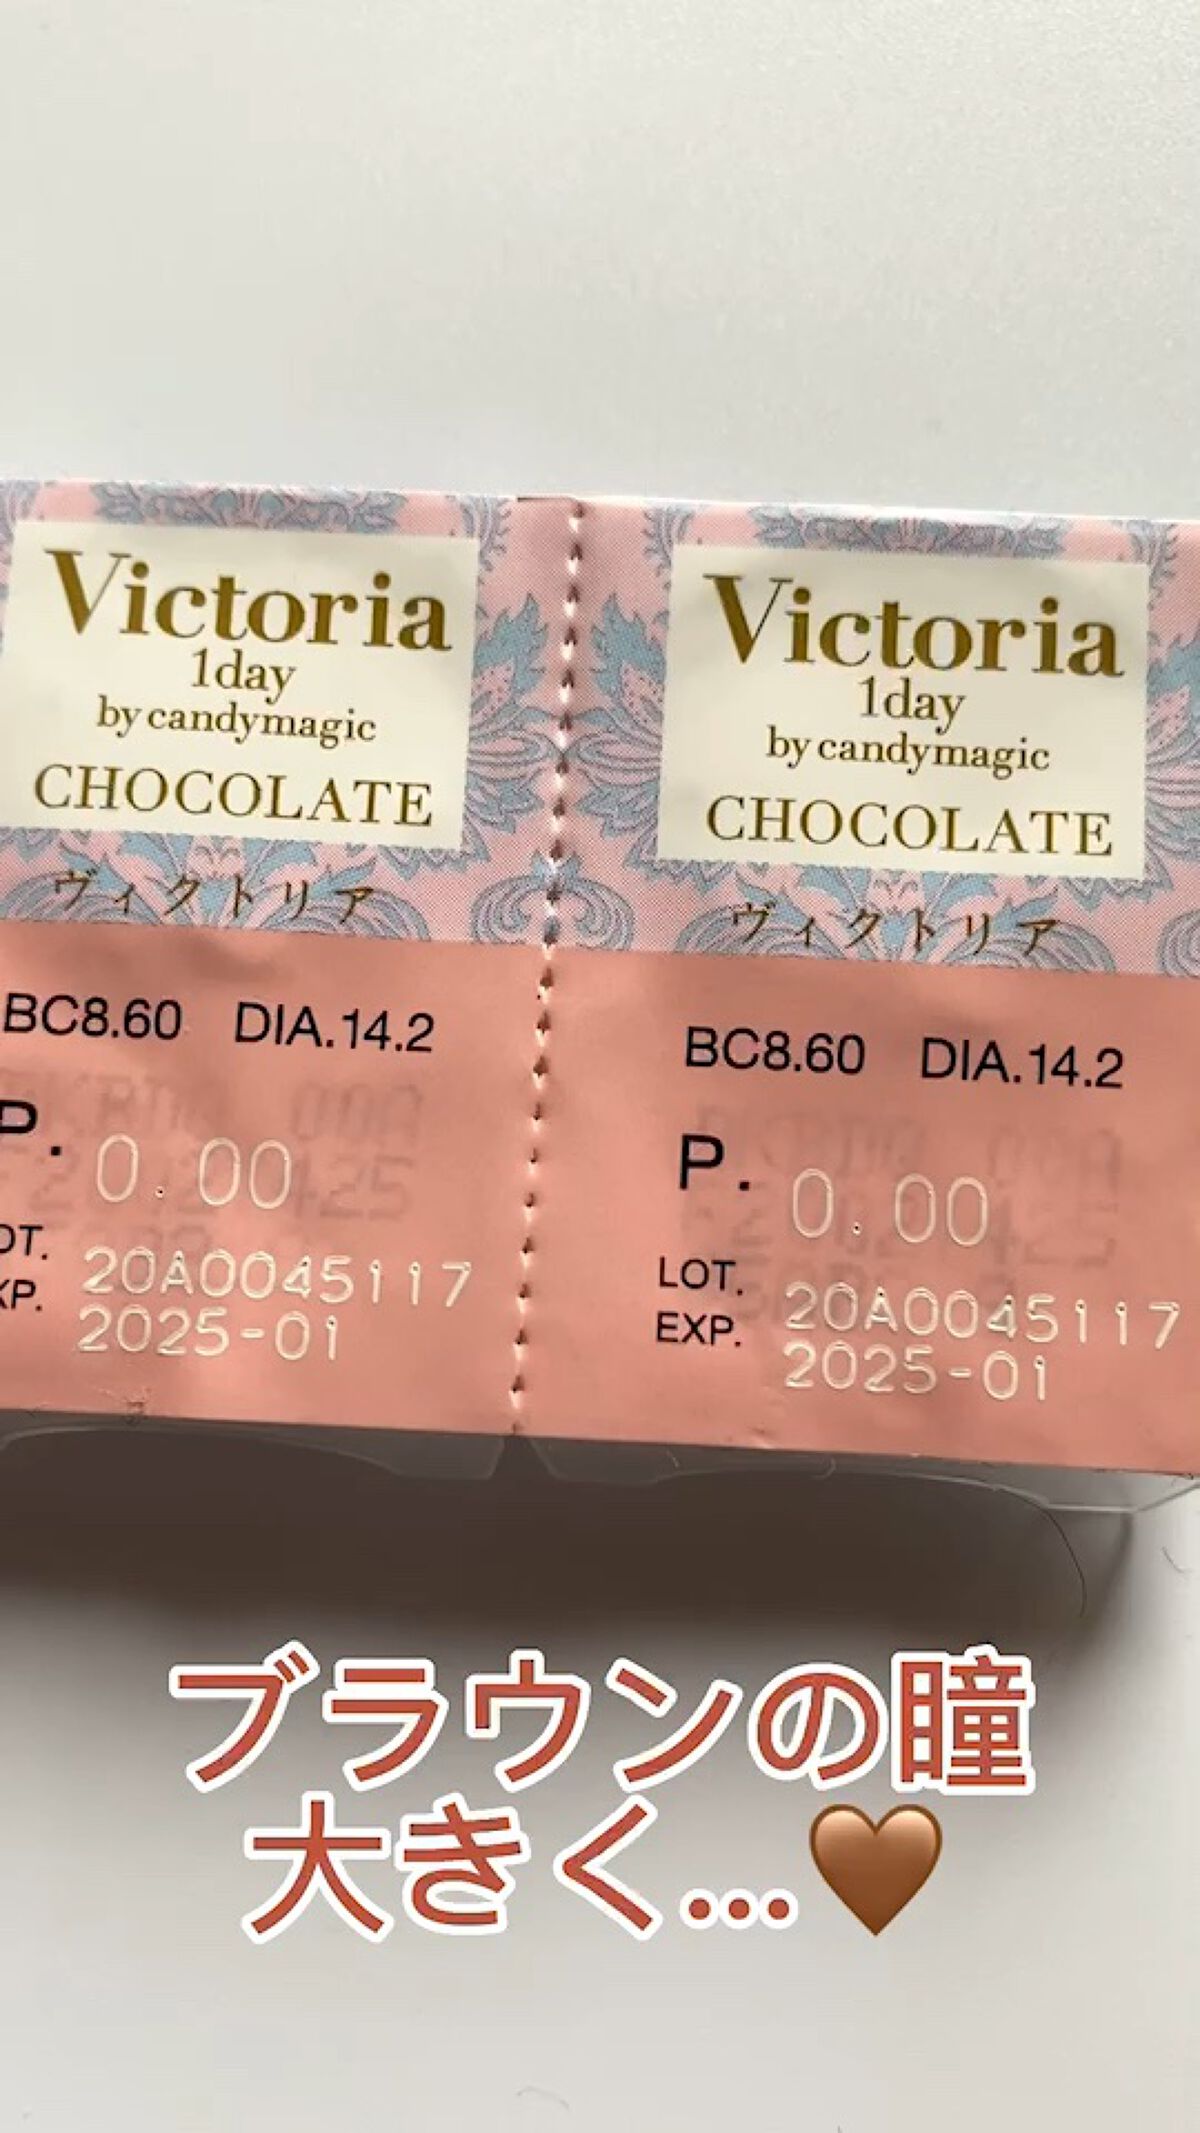 Victoria
1day
by candymagic
CHOCOLATE
ヴィクトリア
BC8.60 DIA.14.2
P. 0.00
OT. 20A0045117
XP. 2025-01
Victoria
1day
by candymagic
CHOCOLATE
ヴィクトリア
BC8.60 DIA.14.2
P. 0.00
LOT. 20A0045117
EXP. 2025-01
ブラウンの瞳
大きく...🤎